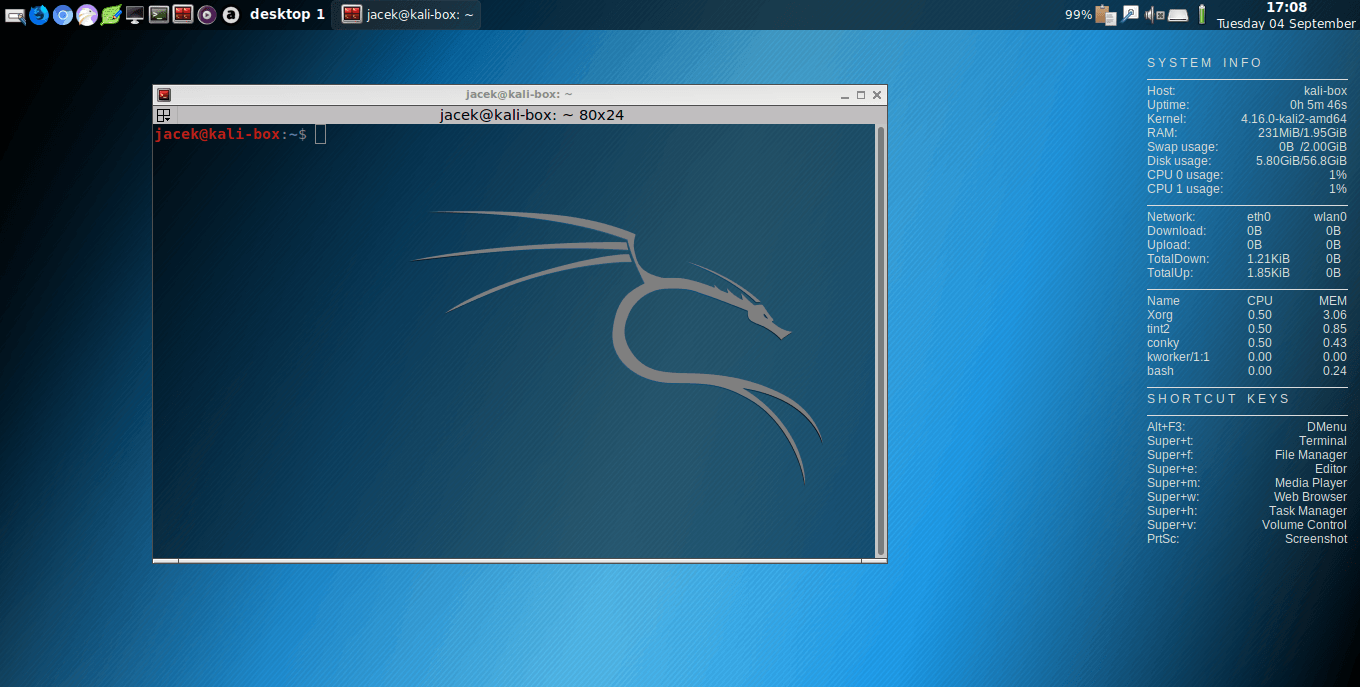 desktop 1 jacek@kali-box: ~ 99% 17:08
Tuesday 04 September
jacek@kali-box: ~
jacek@kali-box: ~ 80x24
jacek@kali-box:~$
SYSTEM INFO
Host: kali-box
Uptime: 0h 5m 46s
Kernel: 4.16.0-kali2-amd64
RAM: 231MiB/1.95GiB
Swap usage: 0B /2.00GiB
Disk usage: 5.80GiB/56.8GiB
CPU 0 usage: 1%
CPU 1 usage: 1%
Network: eth0 wlan0
Download: 0B 0B
Upload: 0B 0B
TotalDown: 1.21KiB 0B
TotalUp: 1.85KiB 0B
Name CPU MEM
Xorg 0.50 3.06
tint2 0.50 0.85
conky 0.50 0.43
kworker/1:1 0.00 0.00
bash 0.00 0.24
SHORTCUT KEYS
Alt+F3: DMenu
Super+t: Terminal
Super+f: File Manager
Super+e: Editor
Super+m: Media Player
Super+w: Web Browser
Super+h: Task Manager
Super+v: Volume Control
PrtSc: Screenshot